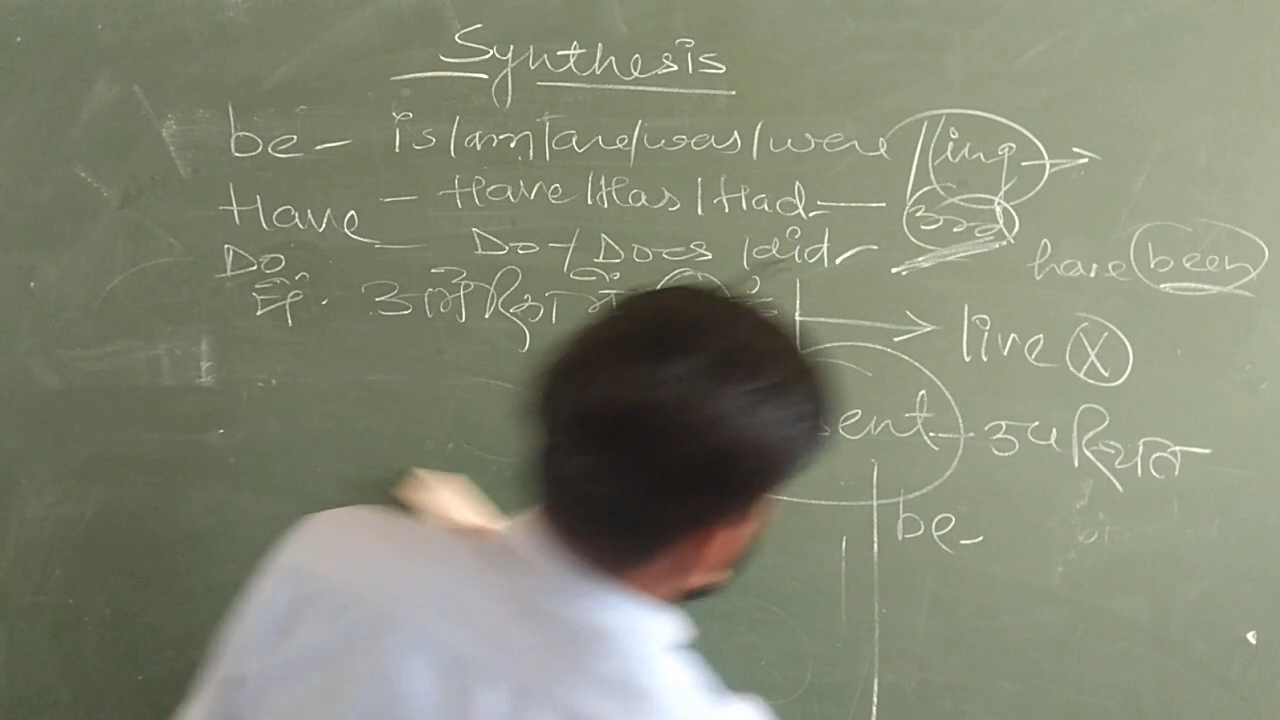 Synthesis
be - is/am/are/was/were/ing
Have - Have/Has/Had - 3rd
Do - Do/Does/did
have been
live X
sent - उपस्थित
be -